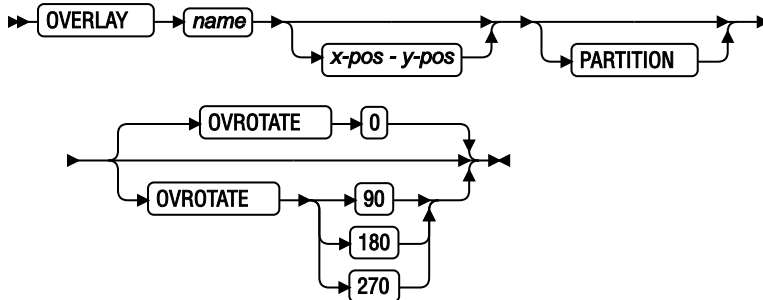 OVERLAY name
x-pos - y-pos
PARTITION
OVROTATE 0
OVROTATE 90
180
270